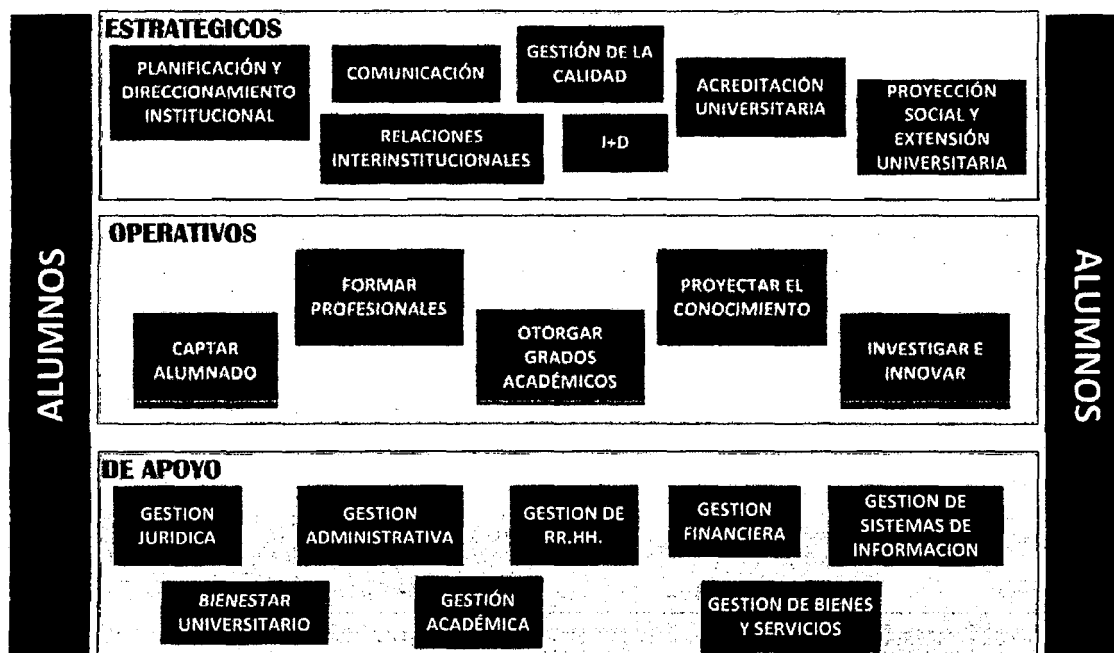 ALUMNOS
ESTRATEGICOS
PLANIFICACIÓN Y
DIRECCIONAMIENTO
INSTITUCIONAL
COMUNICACIÓN
GESTIÓN DE LA
CALIDAD
ACREDITACIÓN
UNIVERSITARIA
PROYECCIÓN
SOCIAL Y
EXTENSIÓN
UNIVERSITARIA
RELACIONES
INTERINSTITUCIONALES
I+D
OPERATIVOS
CAPTAR
ALUMNADO
FORMAR
PROFESIONALES
OTORGAR
GRADOS
ACADÉMICOS
PROYECTAR EL
CONOCIMIENTO
INVESTIGAR E
INNOVAR
DE APOYO
GESTION
JURIDICA
GESTION
ADMINISTRATIVA
GESTION DE
RR.HH.
GESTION
FINANCIERA
GESTION DE
SISTEMAS DE
INFORMACION
BIENESTAR
UNIVERSITARIO
GESTIÓN
ACADÉMICA
GESTION DE BIENES
Y SERVICIOS
ALUMNOS